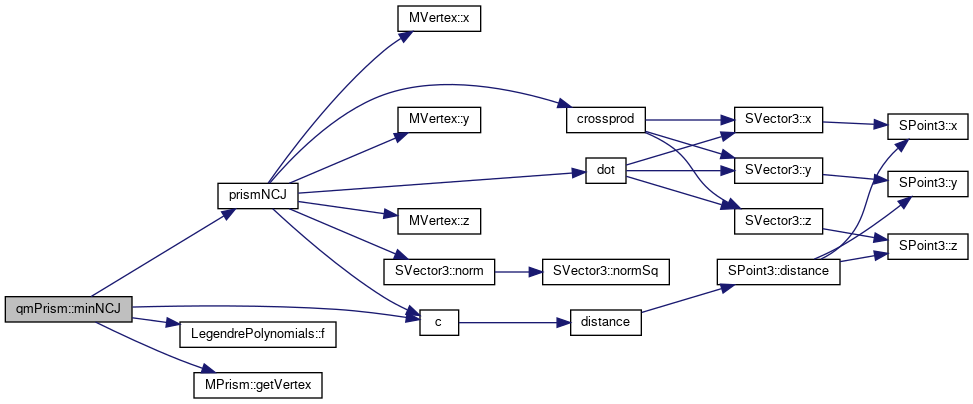 MVertex::x
MVertex::y
crossprod
SVector3::x
SPoint3::x
dot
SVector3::y
SPoint3::y
prismNCJ
MVertex::z
SVector3::z
SPoint3::z
SVector3::norm
SVector3::normSq
SPoint3::distance
qmPrism::minNCJ
c
distance
LegendrePolynomials::f
MPrism::getVertex